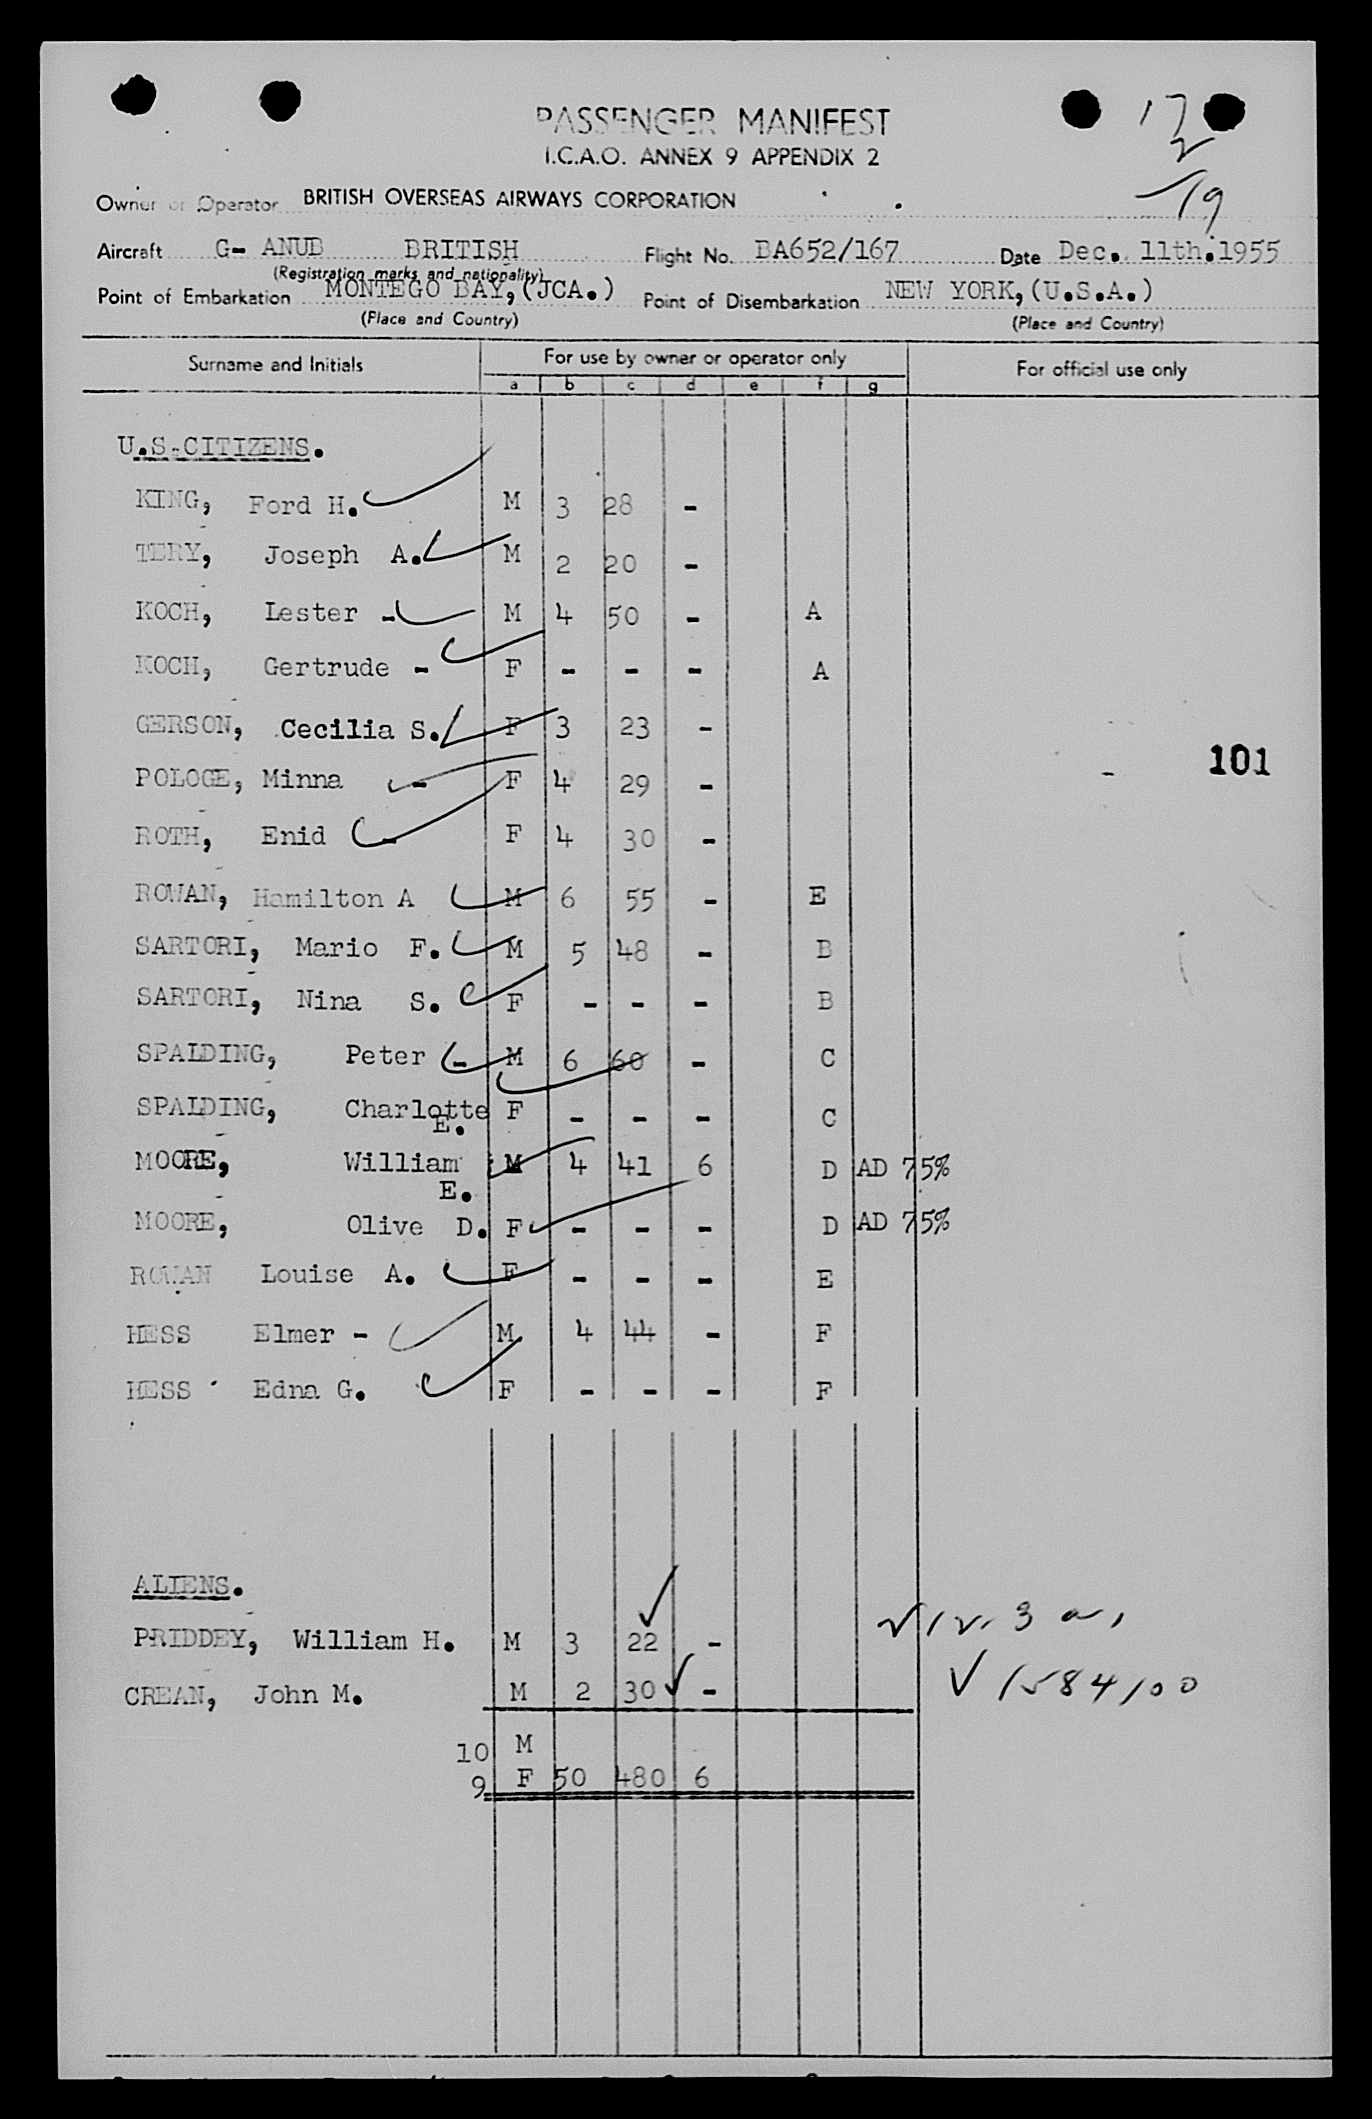 PASSENGER MANIFEST
I.C.A.O. ANNEX 9 APPENDIX 2
17
2
19
Owner or Operator BRITISH OVERSEAS AIRWAYS CORPORATION
Aircraft G- ANUB BRITISH Flight No. BA652/167 Date Dec. 11th.1955
(Registration marks and nationality)
Point of Embarkation MONTEGO BAY,(JCA.) Point of Disembarkation NEW YORK,(U.S.A.)
(Place and Country) (Place and Country)
Surname and Initials For use by owner or operator only For official use only
a b c d e f g
U.S.CITIZENS.
KING, Ford H. M 3 28 -
TERY, Joseph A. M 2 20 -
KOCH, Lester - M 4 50 - A
KOCH, Gertrude - F - - - A
GERSON, Cecilia S. F 3 23 -
POLOGE, Minna - F 4 29 -
101
ROTH, Enid - F 4 30 -
ROWAN, Hamilton A M 6 55 - E
SARTORI, Mario F. M 5 48 - B
SARTORI, Nina S. F - - - B
SPALDING, Peter - M 6 60 - C
SPALDING, Charlotte F - - - C
E.
MOORE, William M 4 41 6 D AD 75%
E.
MOORE, Olive D. F - - - D AD 75%
ROWAN Louise A. F - - - E
HESS Elmer - M 4 44 - F
HESS Edna G. F - - - F
ALIENS.
PRIDDEY, William H. M 3 22 -
CREAN, John M. M 2 30 - √ 1584100
10 M
9 F 50 480 6